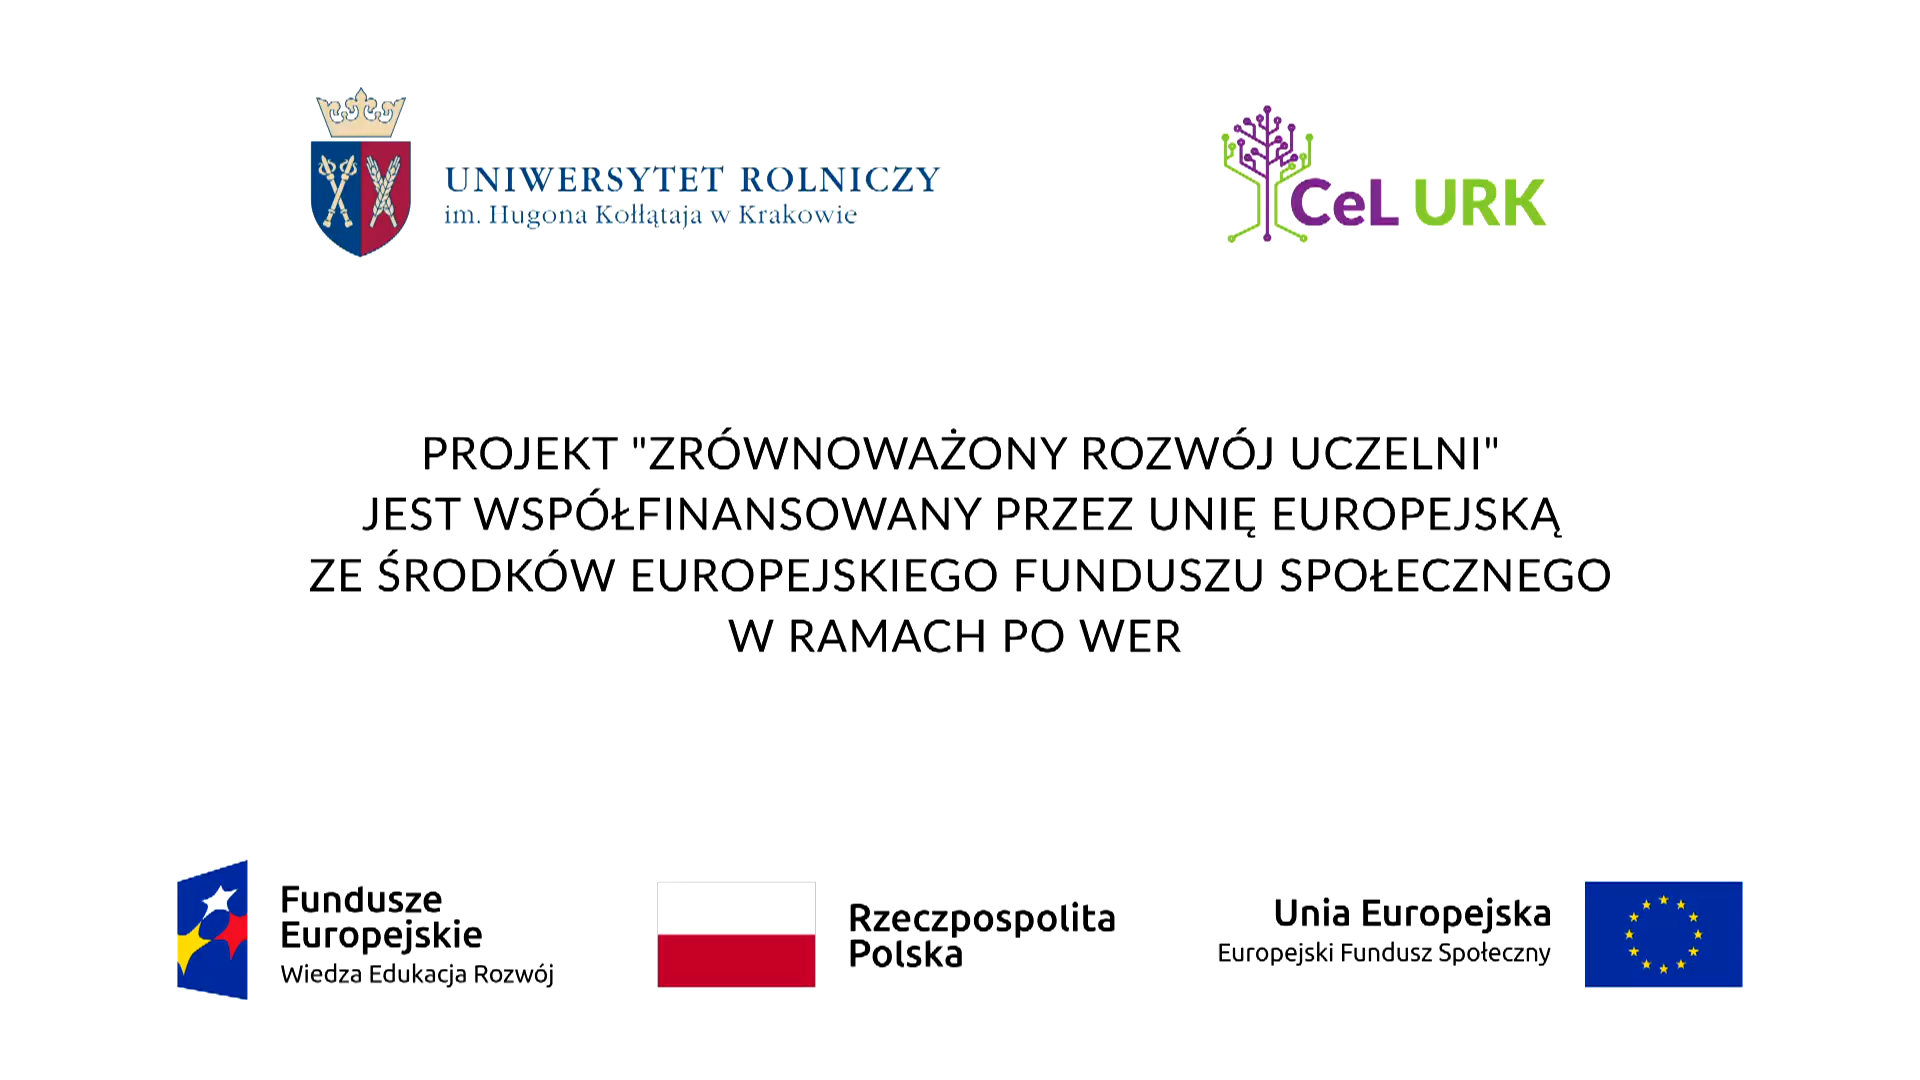 UNIWERSYTET ROLNICZY
im. Hugona Kołłątaja w Krakowie
CeL URK
PROJEKT "ZRÓWNOWAŻONY ROZWÓJ UCZELNI"
JEST WSPÓŁFINANSOWANY PRZEZ UNIĘ EUROPEJSKĄ
ZE ŚRODKÓW EUROPEJSKIEGO FUNDUSZU SPOŁECZNEGO
W RAMACH PO WER
Fundusze
Europejskie
Wiedza Edukacja Rozwój
Rzeczpospolita
Polska
Unia Europejska
Europejski Fundusz Społeczny